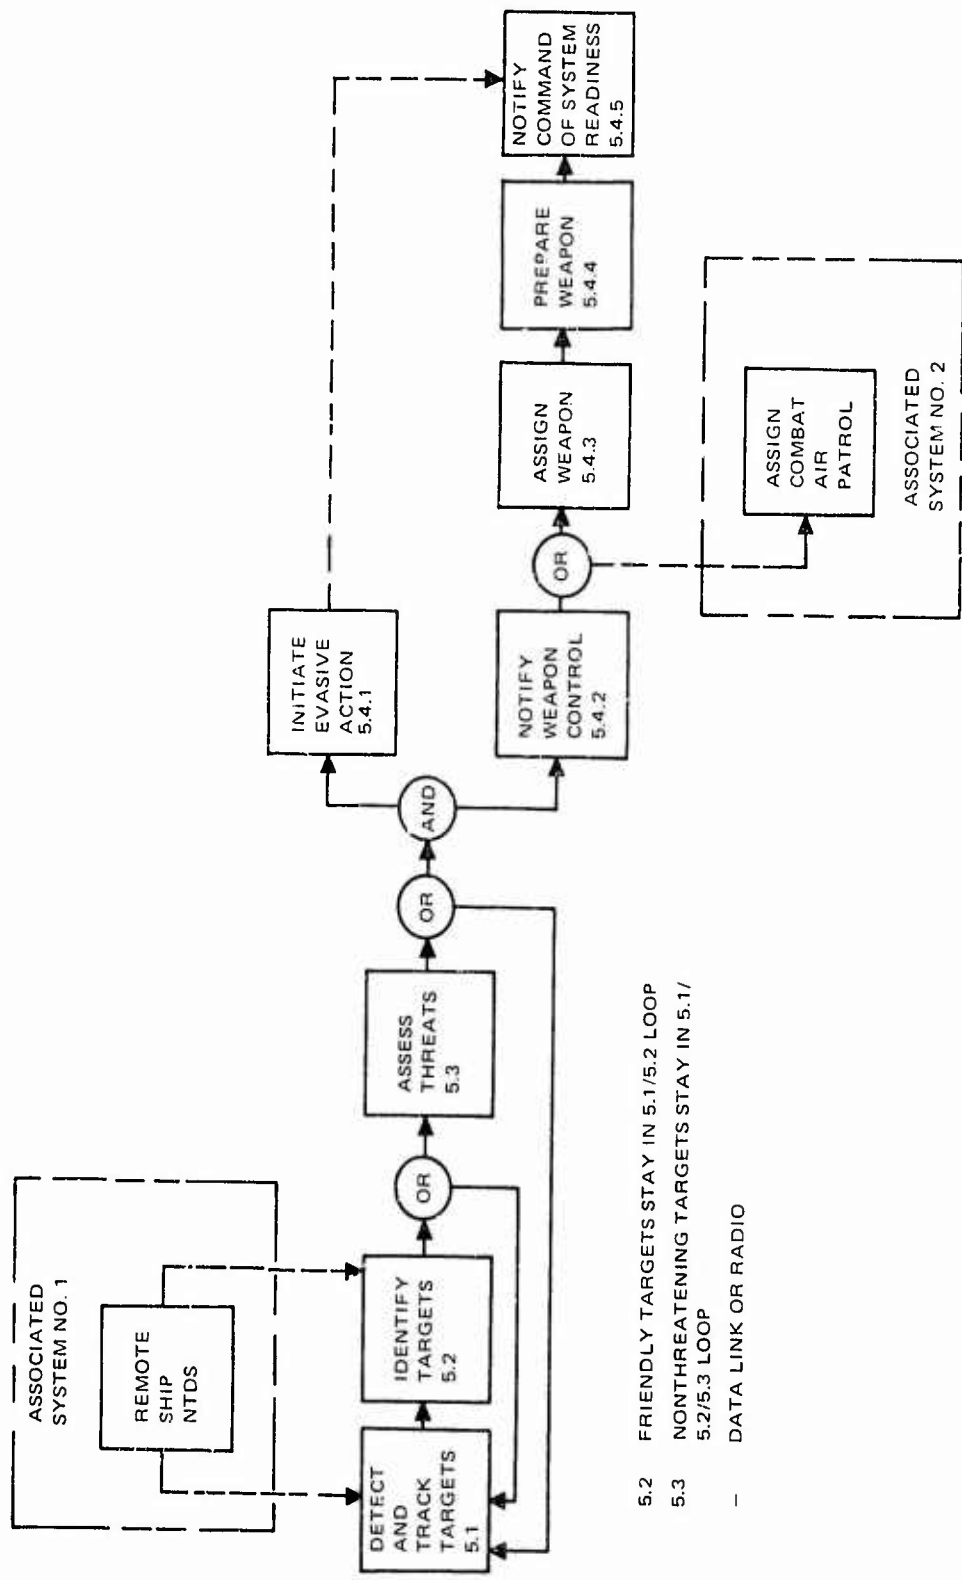 ASSOCIATED
SYSTEM NO. 1
REMOTE
SHIP
NTDS
DETECT
AND
TRACK
TARGETS
5.1
IDENTIFY
TARGETS
5.2
OR
ASSESS
THREATS
5.3
OR
AND
INITIATE
EVASIVE
ACTION
5.4.1
NOTIFY
WEAPON
CONTROL
5.4.2
OR
ASSIGN
WEAPON
5.4.3
PREPARE
WEAPON
5.4.4
NOTIFY
COMMAND
OF SYSTEM
READINESS
5.4.5
ASSIGN
COMBAT
AIR
PATROL
ASSOCIATED
SYSTEM NO. 2
5.2 FRIENDLY TARGETS STAY IN 5.1/5.2 LOOP
5.3 NONTHREATENING TARGETS STAY IN 5.1/
5.2/5.3 LOOP
— DATA LINK OR RADIO